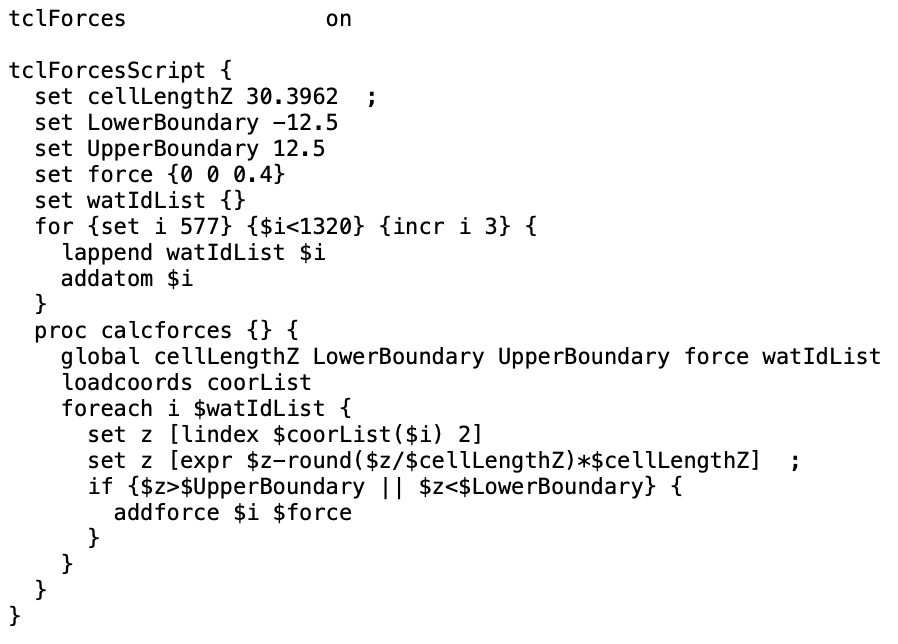 tclForces               on

tclForcesScript {
  set cellLengthZ 30.3962  ;
  set LowerBoundary -12.5
  set UpperBoundary 12.5
  set force {0 0 0.4}
  set watIdList {}
  for {set i 577} {$i<1320} {incr i 3} {
    lappend watIdList $i
    addatom $i
  }
  proc calcforces {} {
    global cellLengthZ LowerBoundary UpperBoundary force watIdList
    loadcoords coorList
    foreach i $watIdList {
      set z [lindex $coorList($i) 2]
      set z [expr $z-round($z/$cellLengthZ)*$cellLengthZ]  ;
      if {$z>$UpperBoundary || $z<$LowerBoundary} {
        addforce $i $force
      }
    }
  }
}